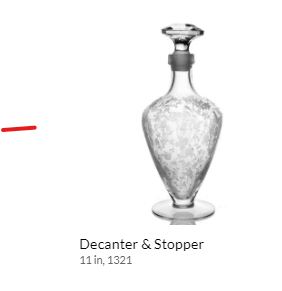 Decanter & Stopper
11 in, 1321